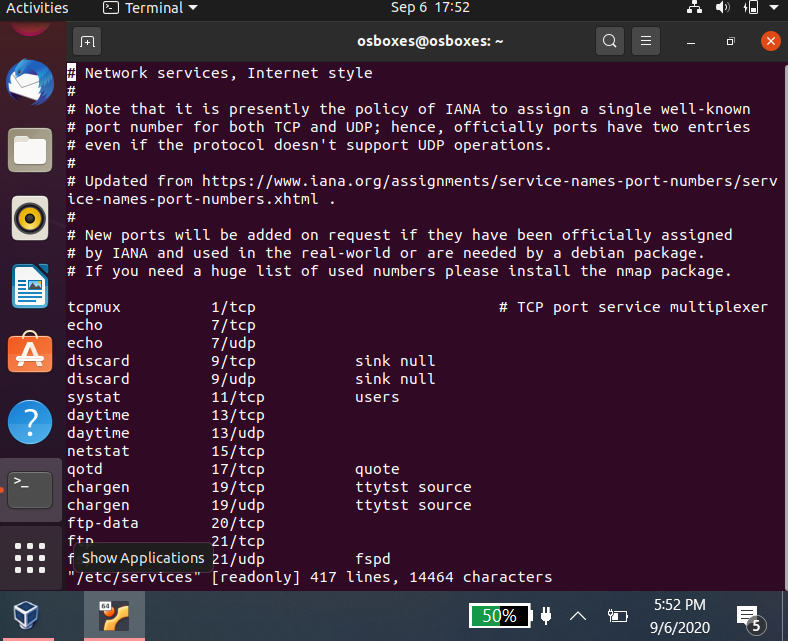 Activities
Terminal
Sep 6 17:52
osboxes@osboxes: ~
# Network services, Internet style
#
# Note that it is presently the policy of IANA to assign a single well-known
# port number for both TCP and UDP; hence, officially ports have two entries
# even if the protocol doesn't support UDP operations.
#
# Updated from https://www.iana.org/assignments/service-names-port-numbers/serv
ice-names-port-numbers.xhtml .
#
# New ports will be added on request if they have been officially assigned
# by IANA and used in the real-world or are needed by a debian package.
# If you need a huge list of used numbers please install the nmap package.
tcpmux 1/tcp # TCP port service multiplexer
echo 7/tcp
echo 7/udp
discard 9/tcp sink null
discard 9/udp sink null
systat 11/tcp users
daytime 13/tcp
daytime 13/udp
netstat 15/tcp
qotd 17/tcp quote
chargen 19/tcp ttytst source
chargen 19/udp ttytst source
ftp-data 20/tcp
ftp 21/tcp
f 21/udp fspd
Show Applications
"/etc/services" [readonly] 417 lines, 14464 characters
64
50%
5:52 PM
9/6/2020
5